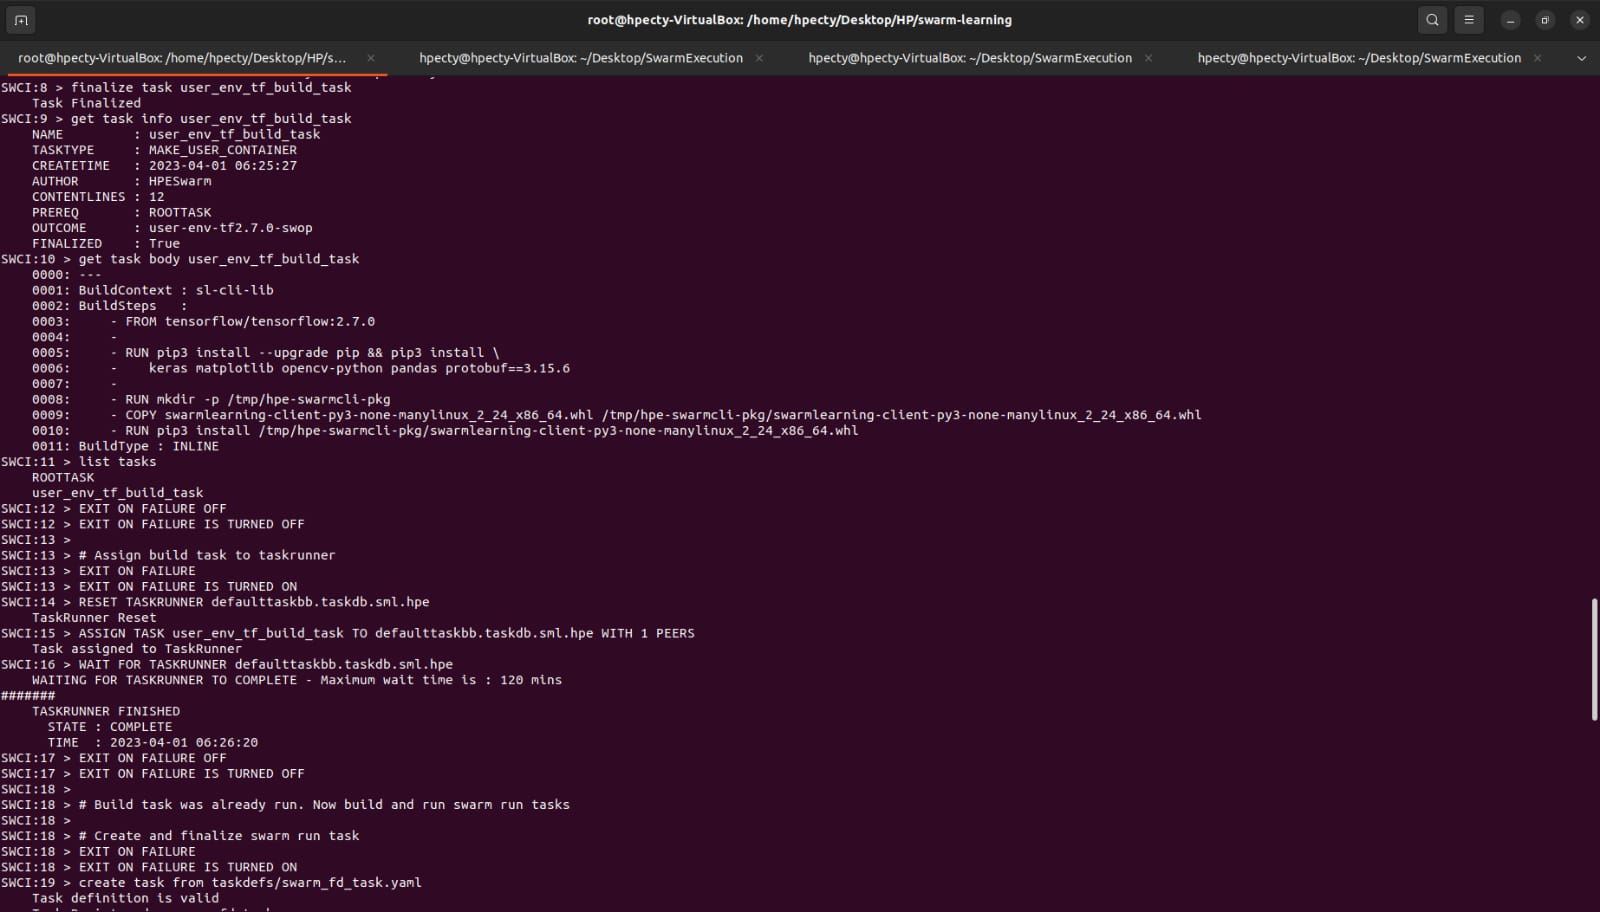 root@hpecty-VirtualBox: /home/hpecty/Desktop/HP/swarm-learning
root@hpecty-VirtualBox: /home/hpecty/Desktop/HP/s...
hpecty@hpecty-VirtualBox: ~/Desktop/SwarmExecution
hpecty@hpecty-VirtualBox: ~/Desktop/SwarmExecution
hpecty@hpecty-VirtualBox: ~/Desktop/SwarmExecution
SWCI:8 > finalize task user_env_tf_build_task
    Task Finalized
SWCI:9 > get task info user_env_tf_build_task
    NAME         : user_env_tf_build_task
    TASKTYPE     : MAKE_USER_CONTAINER
    CREATETIME   : 2023-04-01 06:25:27
    AUTHOR       : HPESwarm
    CONTENTLINES : 12
    PREREQ       : ROOTTASK
    OUTCOME      : user-env-tf2.7.0-swop
    FINALIZED    : True
SWCI:10 > get task body user_env_tf_build_task
    0000: ---
    0001: BuildContext : sl-cli-lib
    0002: BuildSteps   :
    0003:     - FROM tensorflow/tensorflow:2.7.0
    0004:     -
    0005:     - RUN pip3 install --upgrade pip && pip3 install \
    0006:     -    keras matplotlib opencv-python pandas protobuf==3.15.6
    0007:     -
    0008:     - RUN mkdir -p /tmp/hpe-swarmcli-pkg
    0009:     - COPY swarmlearning-client-py3-none-manylinux_2_24_x86_64.whl /tmp/hpe-swarmcli-pkg/swarmlearning-client-py3-none-manylinux_2_24_x86_64.whl
    0010:     - RUN pip3 install /tmp/hpe-swarmcli-pkg/swarmlearning-client-py3-none-manylinux_2_24_x86_64.whl
    0011: BuildType : INLINE
SWCI:11 > list tasks
    ROOTTASK
    user_env_tf_build_task
SWCI:12 > EXIT ON FAILURE OFF
SWCI:12 > EXIT ON FAILURE IS TURNED OFF
SWCI:13 >
SWCI:13 > # Assign build task to taskrunner
SWCI:13 > EXIT ON FAILURE
SWCI:13 > EXIT ON FAILURE IS TURNED ON
SWCI:14 > RESET TASKRUNNER defaulttaskbb.taskdb.sml.hpe
    TaskRunner Reset
SWCI:15 > ASSIGN TASK user_env_tf_build_task TO defaulttaskbb.taskdb.sml.hpe WITH 1 PEERS
    Task assigned to TaskRunner
SWCI:16 > WAIT FOR TASKRUNNER defaulttaskbb.taskdb.sml.hpe
    WAITING FOR TASKRUNNER TO COMPLETE - Maximum wait time is : 120 mins
#######
    TASKRUNNER FINISHED
      STATE : COMPLETE
      TIME  : 2023-04-01 06:26:20
SWCI:17 > EXIT ON FAILURE OFF
SWCI:17 > EXIT ON FAILURE IS TURNED OFF
SWCI:18 >
SWCI:18 > # Build task was already run. Now build and run swarm run tasks
SWCI:18 >
SWCI:18 > # Create and finalize swarm run task
SWCI:18 > EXIT ON FAILURE
SWCI:18 > EXIT ON FAILURE IS TURNED ON
SWCI:19 > create task from taskdefs/swarm_fd_task.yaml
    Task definition is valid